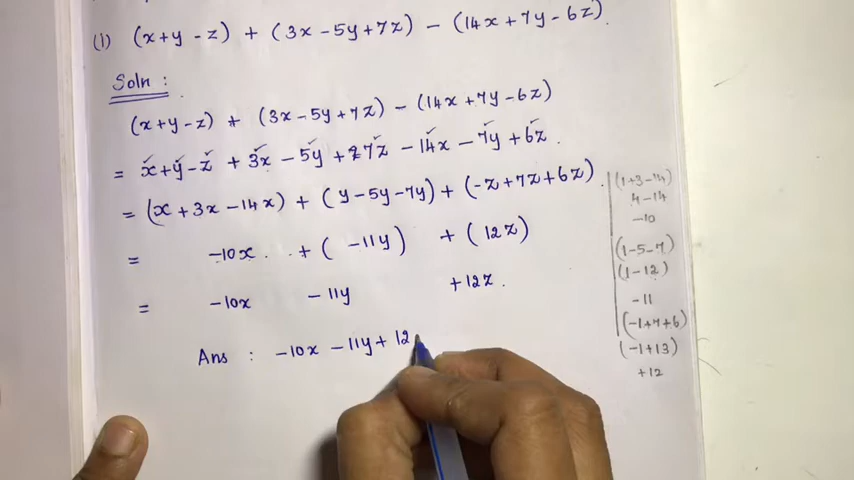 (1) (x+y-z) + (3x-5y+7z) - (14x+7y-6z).
Soln :
(x+y-z) + (3x-5y+7z) - (14x+7y-6z)
= x+y-z + 3x - 5y + 7z - 14x - 7y + 6z.
= (x+3x-14x) + (y-5y-7y) + (-z+7z+6z).
= -10x + (-11y) + (12z)
= -10x - 11y + 12z.
Ans : -10x - 11y + 12
(1+3-14)
4-14
-10
(1-5-7)
(1-12)
-11
(-1+7+6)
(-1+13)
+12